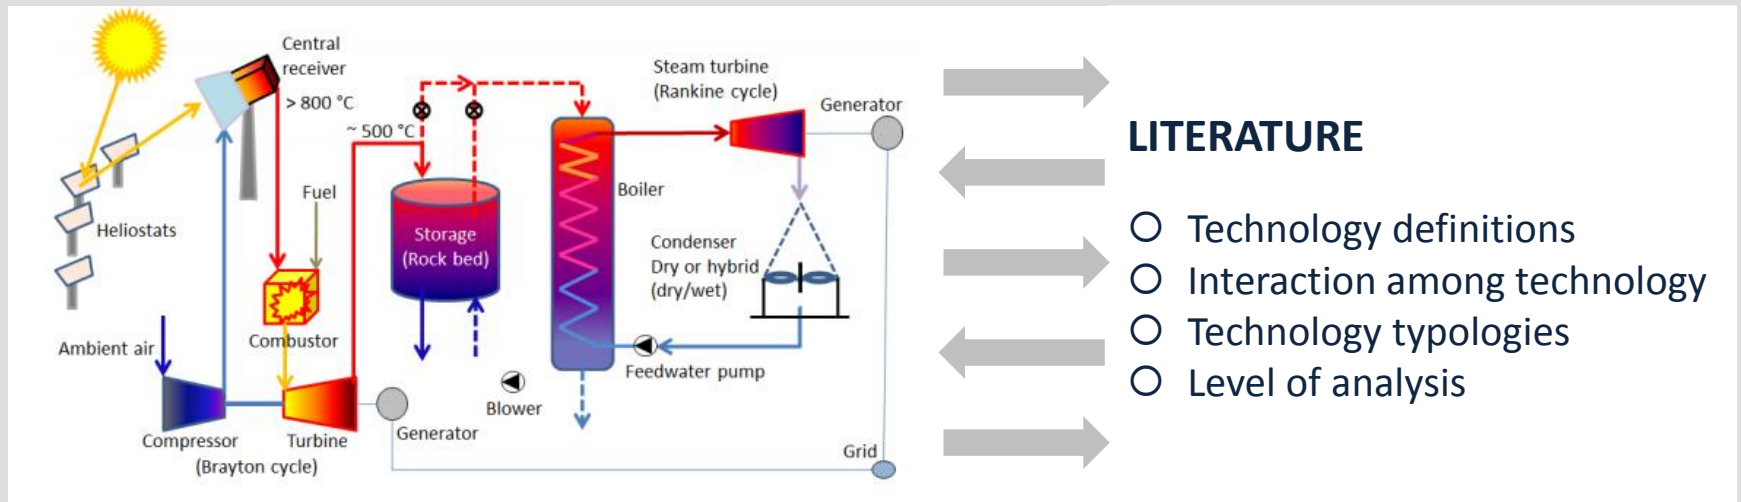 Central
receiver
> 800 °C
~ 500 °C
Steam turbine
(Rankine cycle)
Generator
Fuel
Heliostats
Storage
(Rock bed)
Boiler
Condenser
Dry or hybrid
(dry/wet)
Ambient air
Combustor
Feedwater pump
Blower
Compressor
Turbine
(Brayton cycle)
Generator
Grid
LITERATURE
Technology definitions
Interaction among technology
Technology typologies
Level of analysis